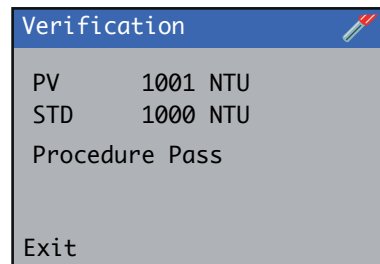 Verification
PV 1001 NTU
STD 1000 NTU
Procedure Pass
Exit